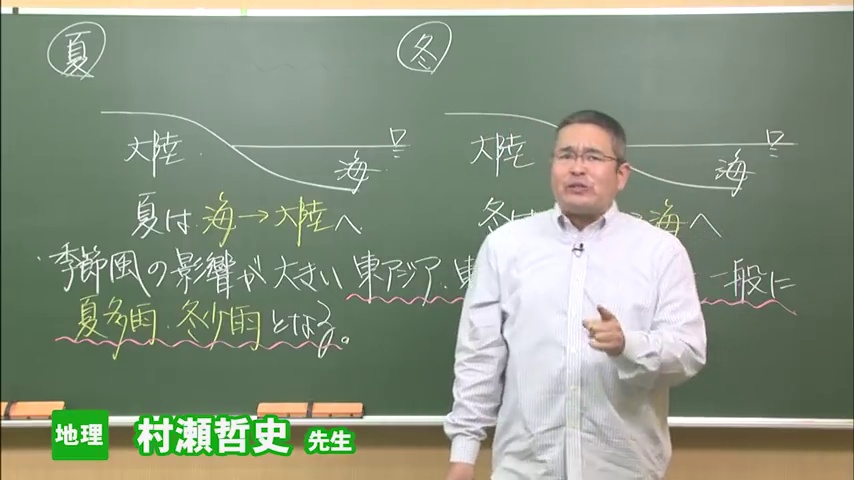 夏
冬
大陸
海
大陸
海
夏は 海→大陸へ
冬は 海へ
季節風の影響が大きい 東アジア・東 一般に
夏多雨・冬少雨となる。
地理 村瀬哲史 先生